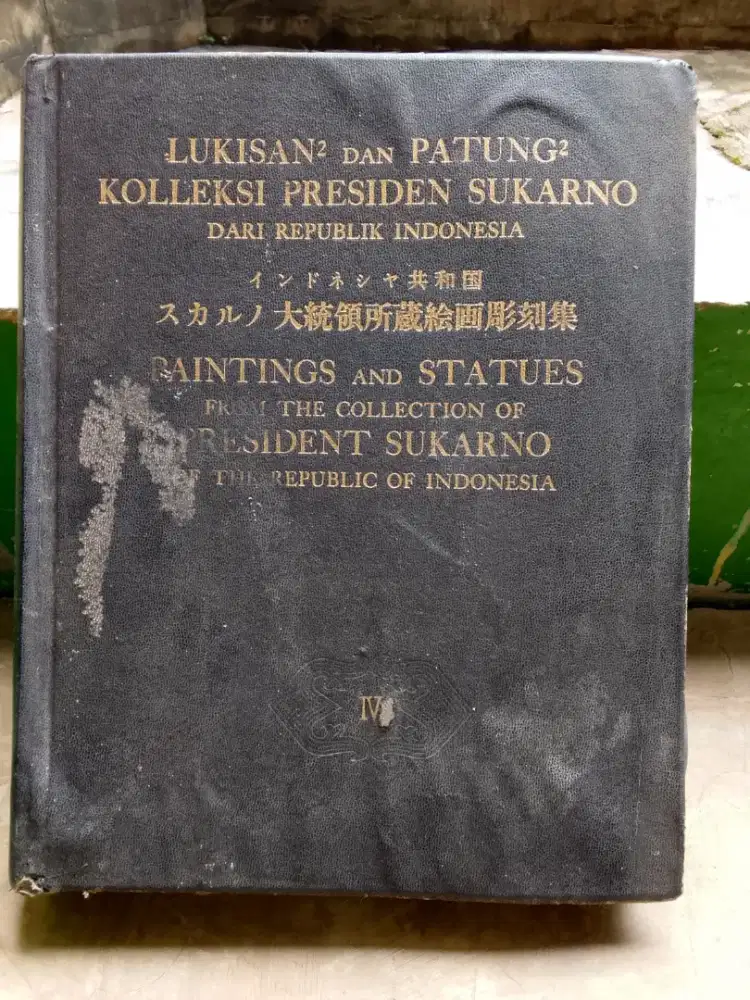 LUKISAN² DAN PATUNG²
KOLLEKSI PRESIDEN SUKARNO
DARI REPUBLIK INDONESIA
インドネシヤ共和国
スカルノ大統領所蔵絵画彫刻集
PAINTINGS AND STATUES
FROM THE COLLECTION OF
PRESIDENT SUKARNO
OF THE REPUBLIC OF INDONESIA
IV